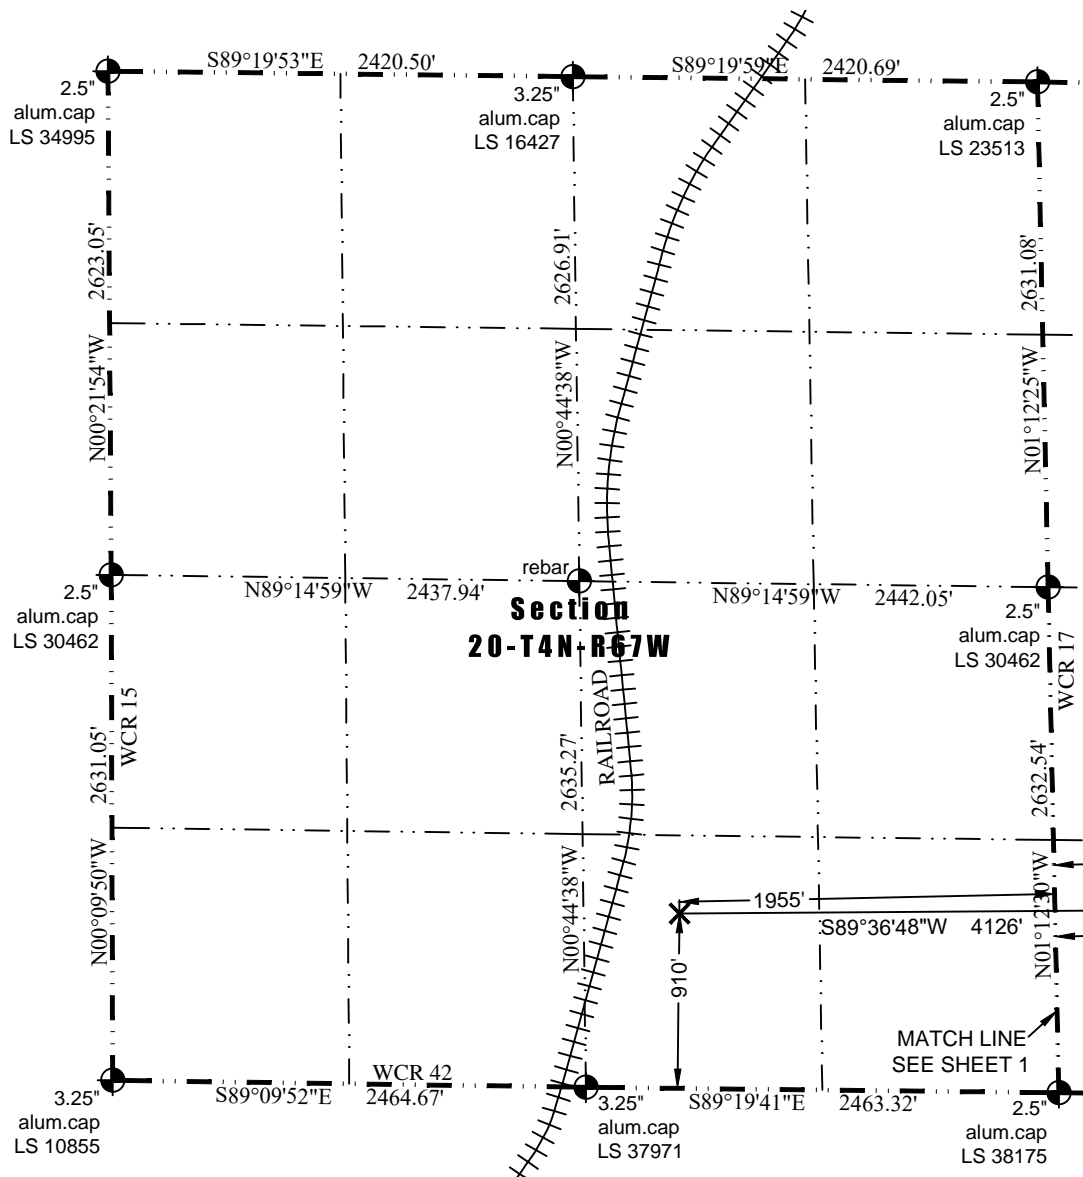 S89°19'53"E 2420.50'
S89°19'59"E 2420.69'
2.5"
alum.cap
LS 34995
3.25"
alum.cap
LS 16427
2.5"
alum.cap
LS 23513
N00°21'54"W 2623.05'
N00°44'38"W 2626.91'
N01°12'25"W 2631.08'
rebar
N89°14'59"W 2437.94'
N89°14'59"W 2442.05'
2.5"
alum.cap
LS 30462
Section
20-T4N-R67W
2.5"
alum.cap
LS 30462
WCR 15
RAILROAD
WCR 17
N00°09'50"W 2631.05'
N00°44'38"W 2635.27'
N01°12'30"W 2632.54'
1955'
S89°36'48"W 4126'
910'
MATCH LINE
SEE SHEET 1
WCR 42
S89°09'52"E 2464.67'
S89°19'41"E 2463.32'
3.25"
alum.cap
LS 10855
3.25"
alum.cap
LS 37971
2.5"
alum.cap
LS 38175